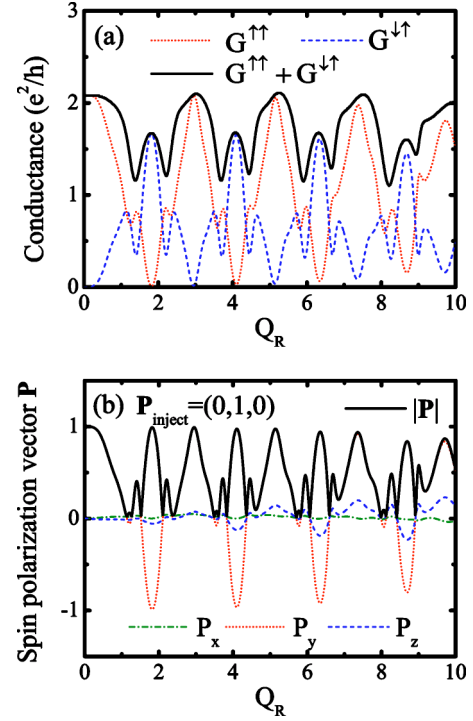 (a) G↑↑ G↓↑
G↑↑ + G↓↑
Conductance (e²/h)
3
2
1
0
0 2 4 6 8 10
Q_R
(b) P_inject=(0,1,0) |P|
Spin polarization vector P
1
0
-1
P_x P_y P_z
0 2 4 6 8 10
Q_R